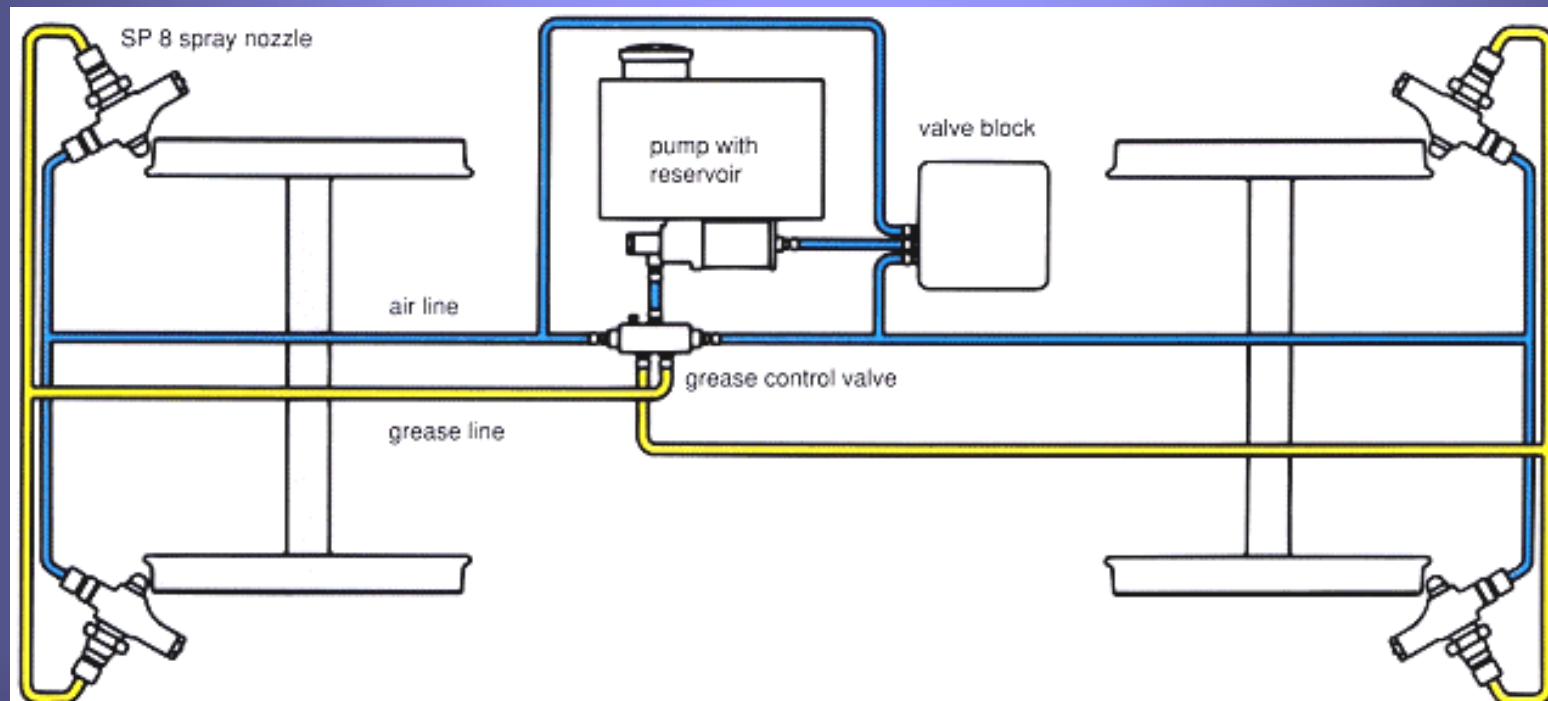 SP 8 spray nozzle
pump with
reservoir
valve block
air line
grease control valve
grease line